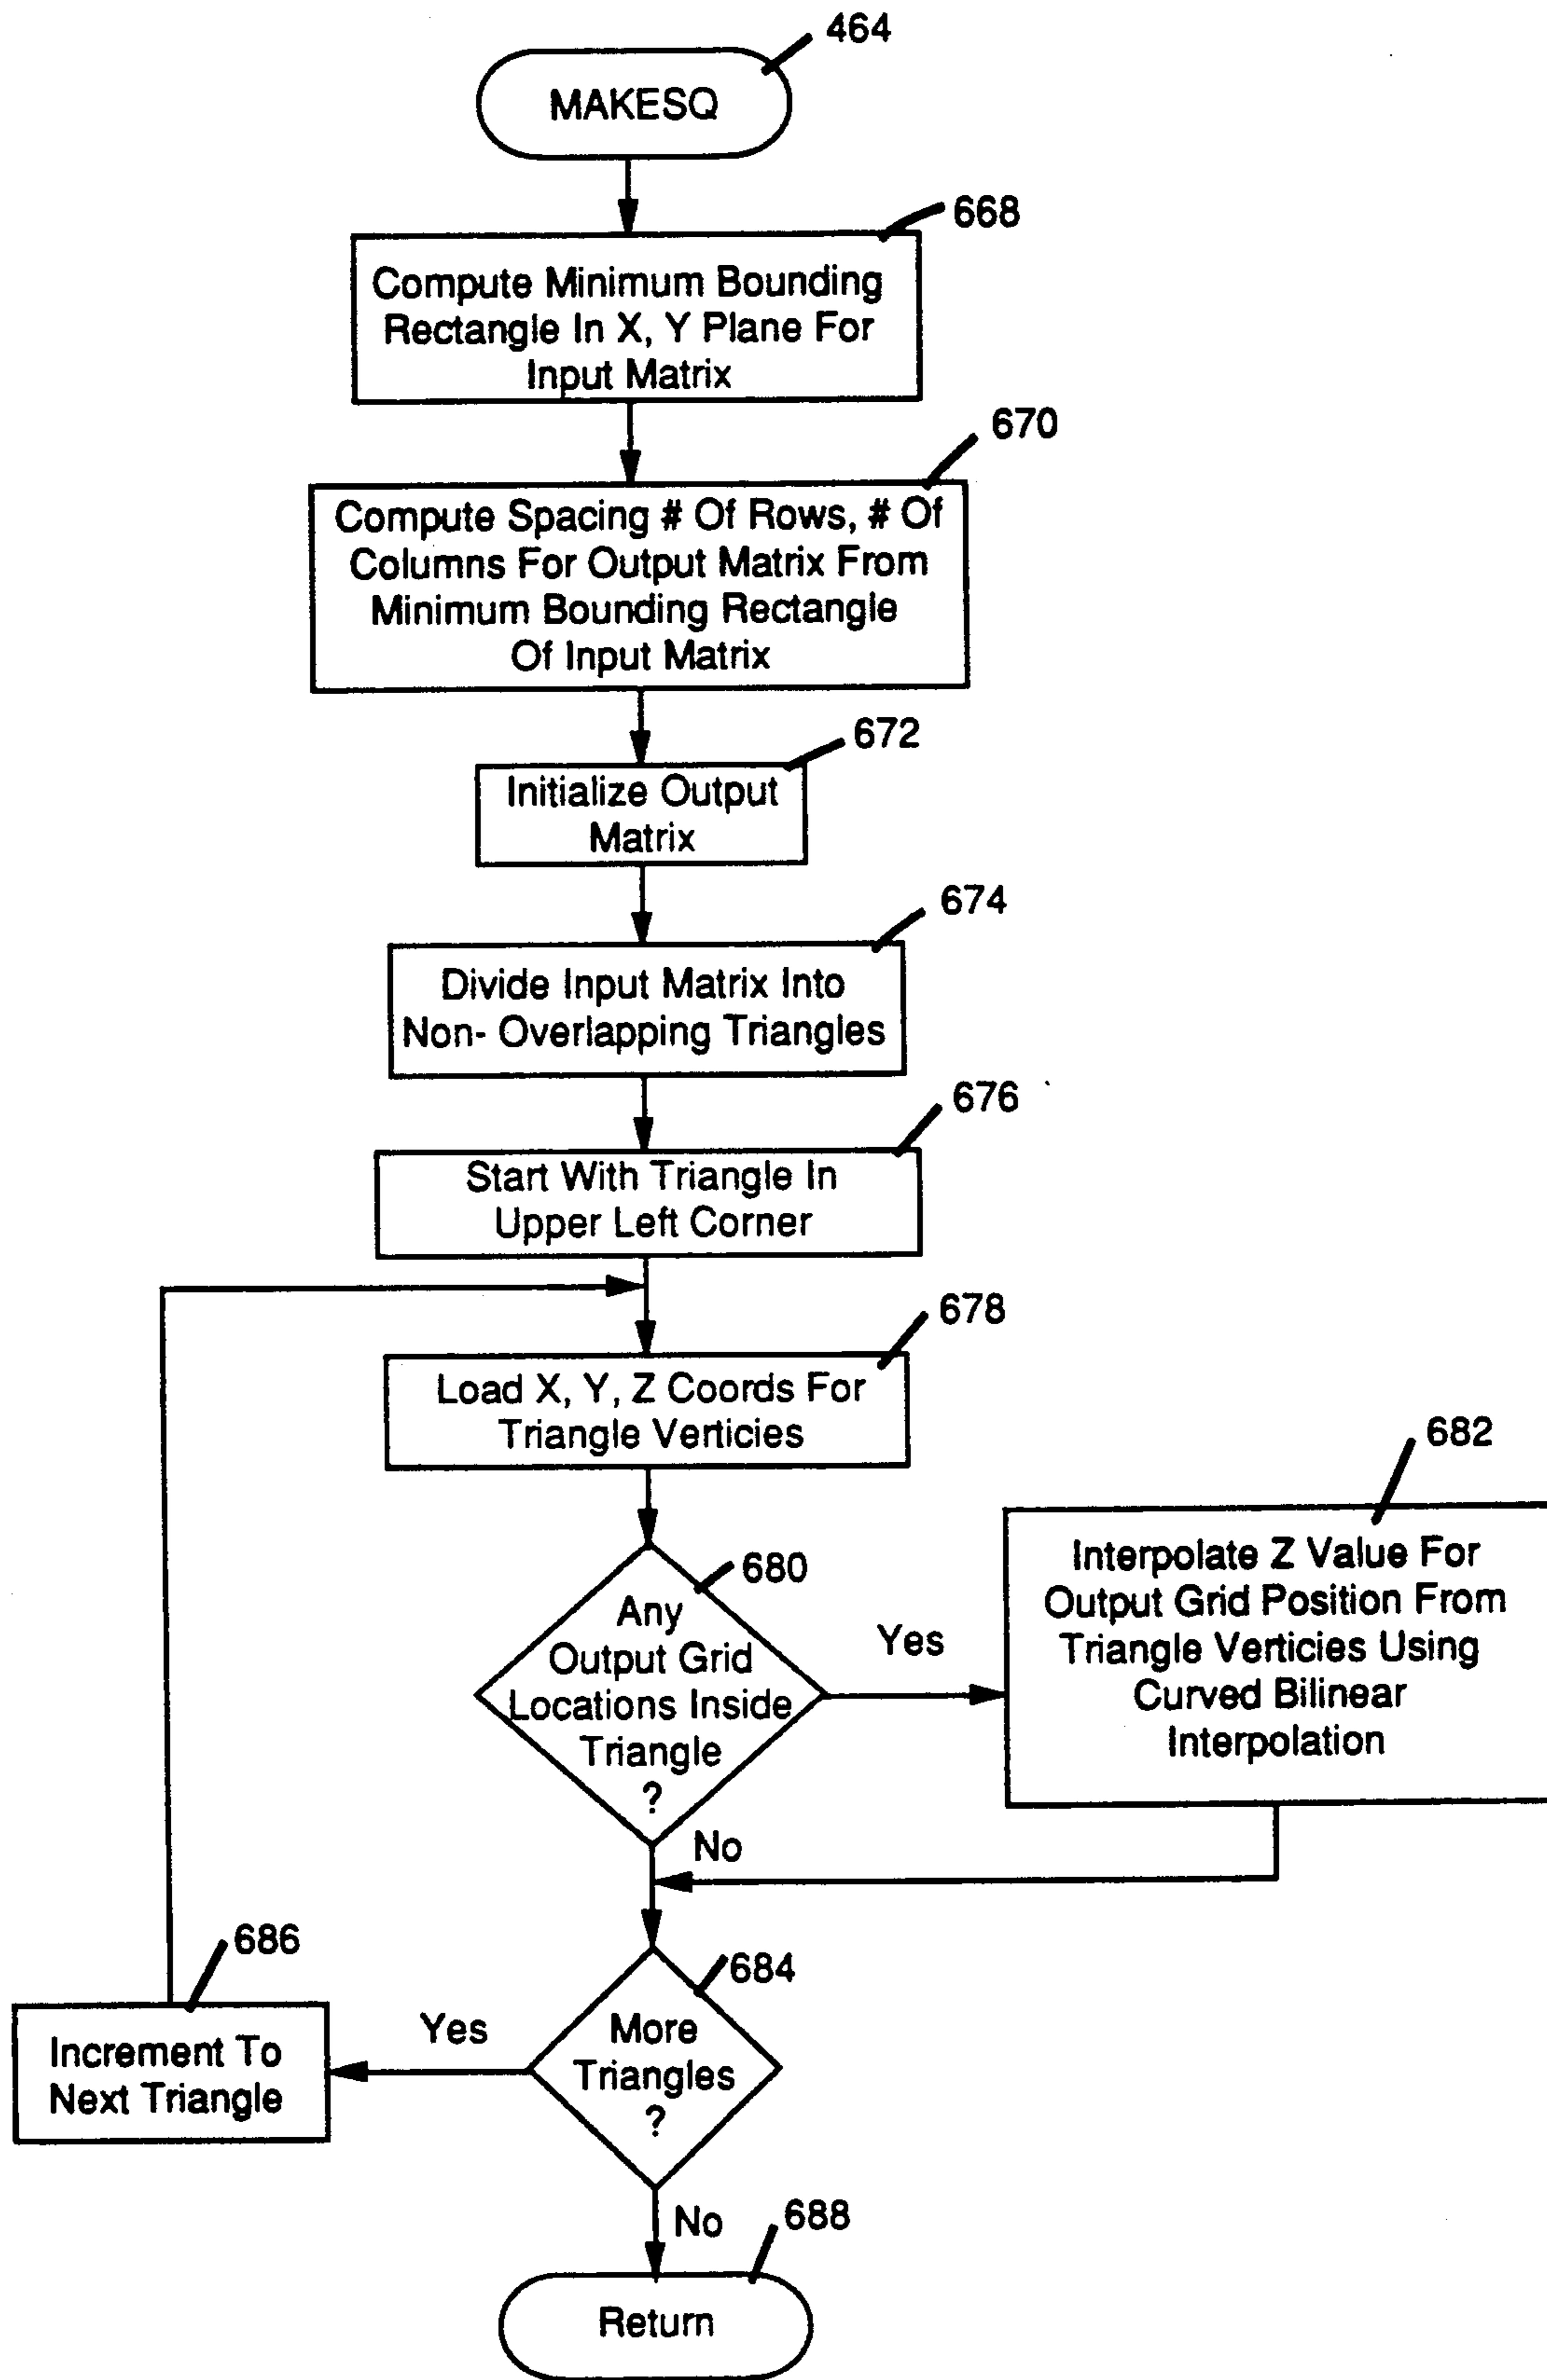 464
MAKESQ
668
Compute Minimum Bounding
Rectangle In X, Y Plane For
Input Matrix
670
Compute Spacing # Of Rows, # Of
Columns For Output Matrix From
Minimum Bounding Rectangle
Of Input Matrix
672
Initialize Output
Matrix
674
Divide Input Matrix Into
Non- Overlapping Triangles
676
Start With Triangle In
Upper Left Corner
678
Load X, Y, Z Coords For
Triangle Verticies
680
Any
Output Grid
Locations Inside
Triangle
?
Yes
682
Interpolate Z Value For
Output Grid Position From
Triangle Verticies Using
Curved Bilinear
Interpolation
No
684
More
Triangles
?
Yes
686
Increment To
Next Triangle
No
688
Return